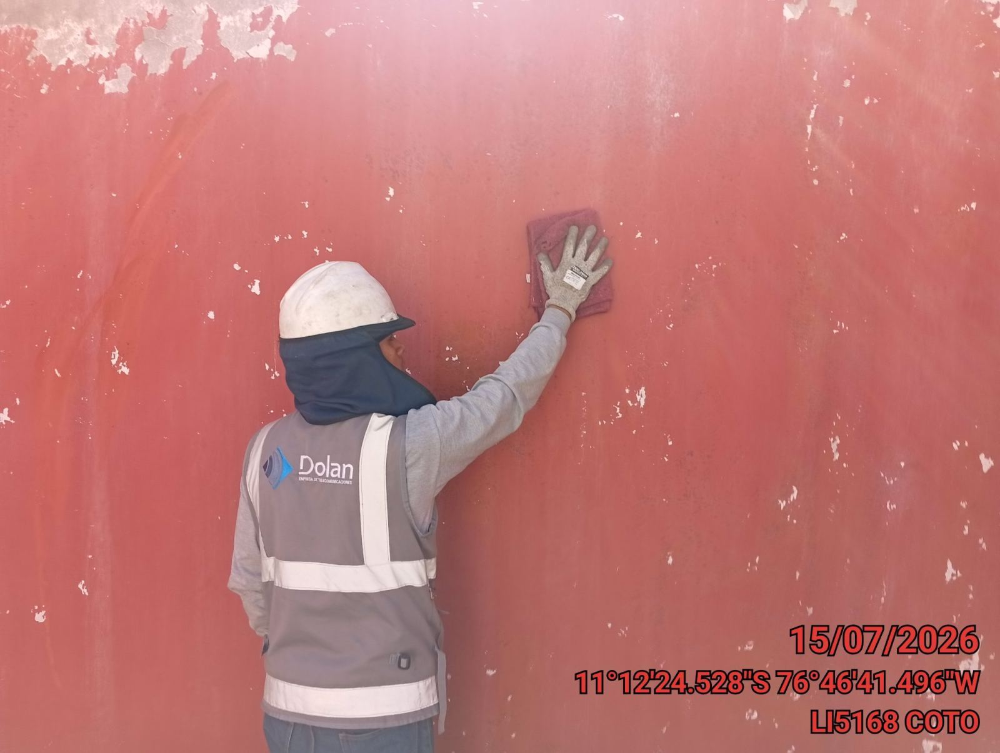 Dolan
EMPRESA DE TELECOMUNICACIONES
15/07/2026
11°12'24.528"S 76°46'41.496"W
LI5168 COTO